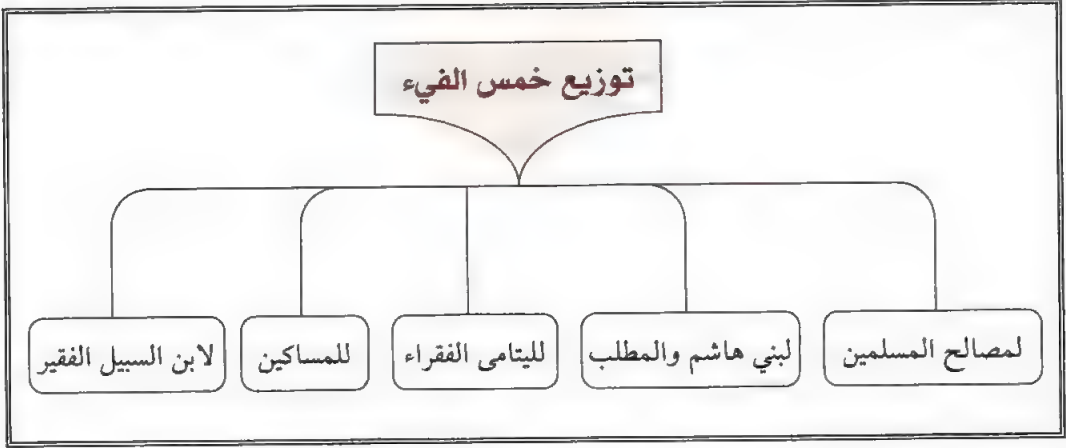 توزيع خمس الفيء
لمصالح المسلمين
لبني هاشم والمطلب
لليتامى الفقراء
للمساكين
لابن السبيل الفقير